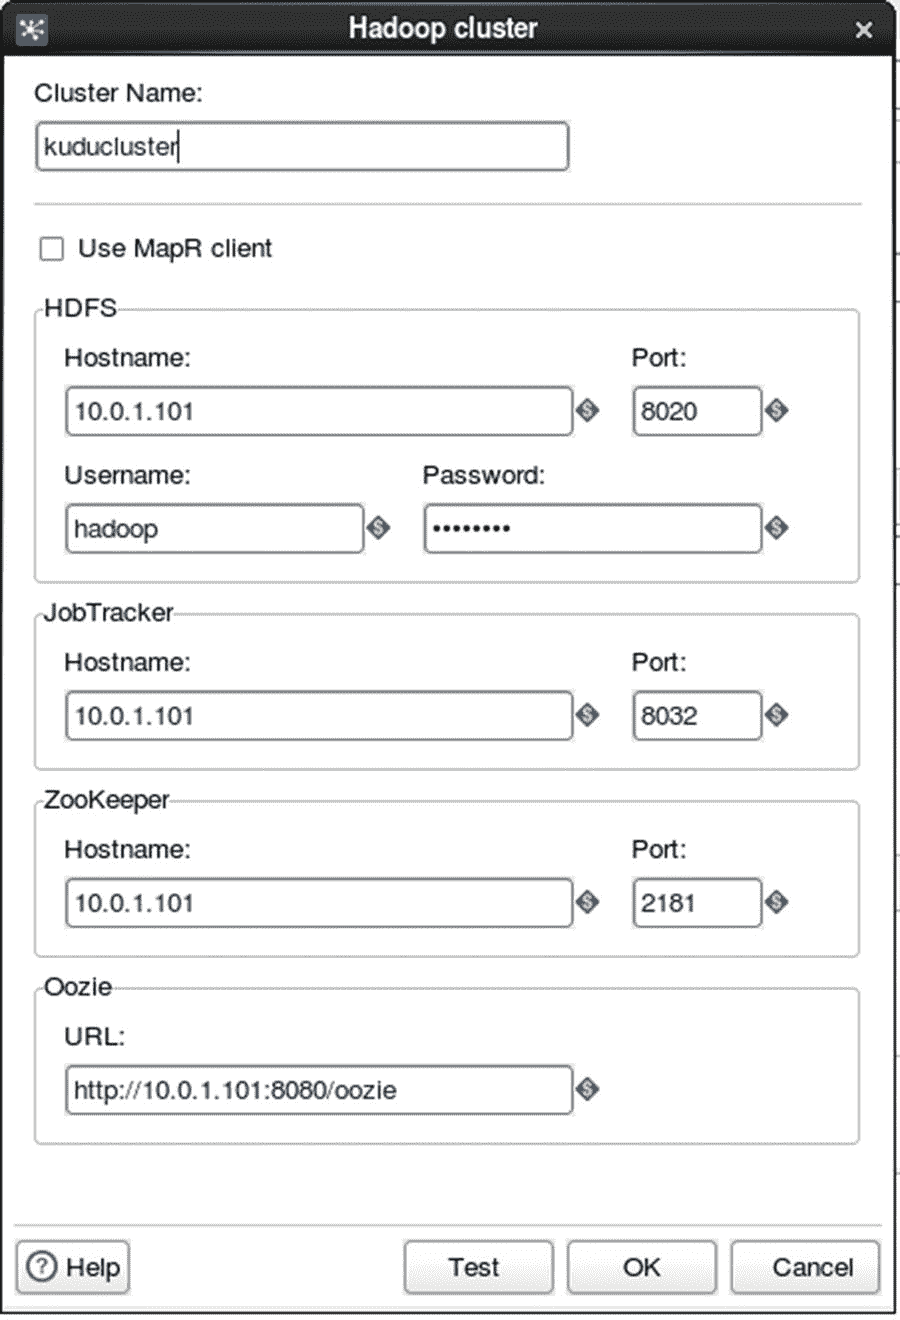 Hadoop cluster
Cluster Name:
kuducluster
Use MapR client
HDFS
Hostname: Port:
10.0.1.101 8020
Username: Password:
hadoop ••••••••
JobTracker
Hostname: Port:
10.0.1.101 8032
ZooKeeper
Hostname: Port:
10.0.1.101 2181
Oozie
URL:
http://10.0.1.101:8080/oozie
Help Test OK Cancel